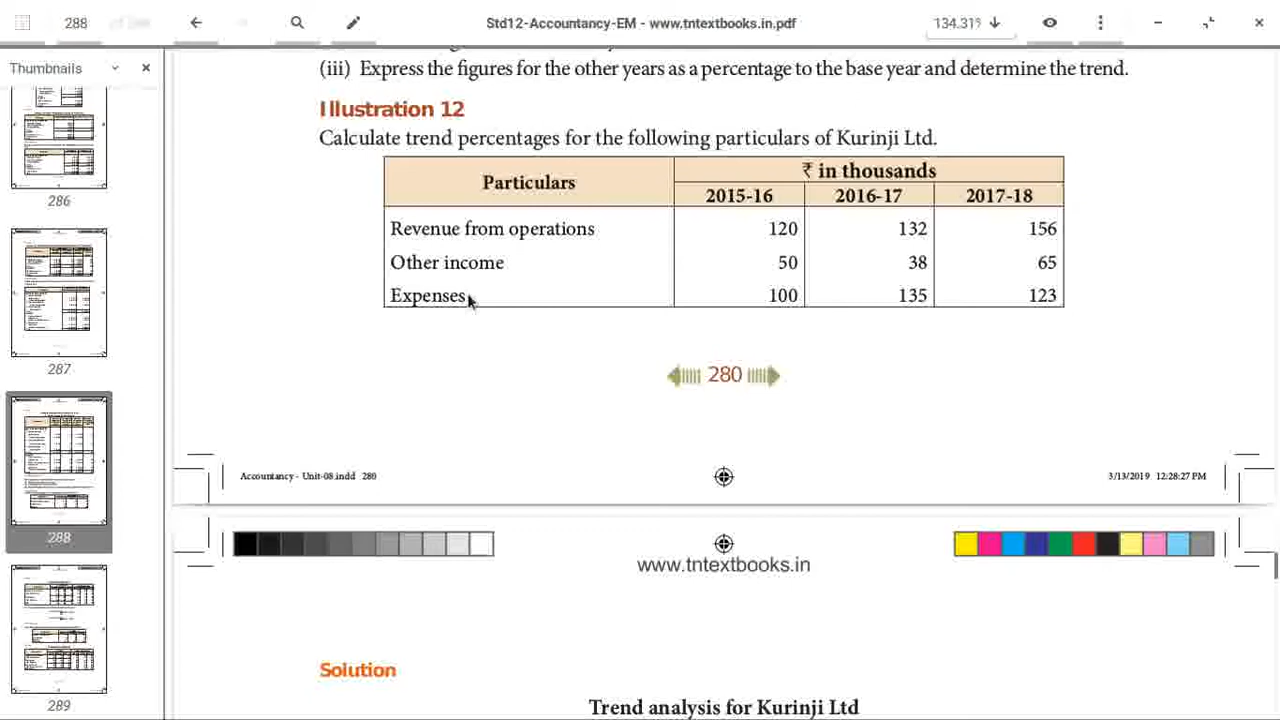 288
Std12-Accountancy-EM - www.tntextbooks.in.pdf
134.31%
Thumbnails
286
287
288
289
(iii) Express the figures for the other years as a percentage to the base year and determine the trend.
Illustration 12
Calculate trend percentages for the following particulars of Kurinji Ltd.
Particulars ₹ in thousands
2015-16 2016-17 2017-18
Revenue from operations 120 132 156
Other income 50 38 65
Expenses 100 135 123
280
Accountancy - Unit-08.indd 280 3/13/2019 12:28:27 PM
www.tntextbooks.in
Solution
Trend analysis for Kurinji Ltd